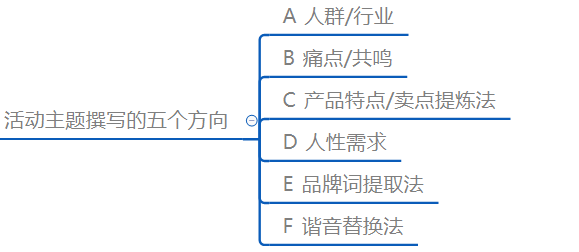 活动主题撰写的五个方向
A 人群/行业
B 痛点/共鸣
C 产品特点/卖点提炼法
D 人性需求
E 品牌词提取法
F 谐音替换法